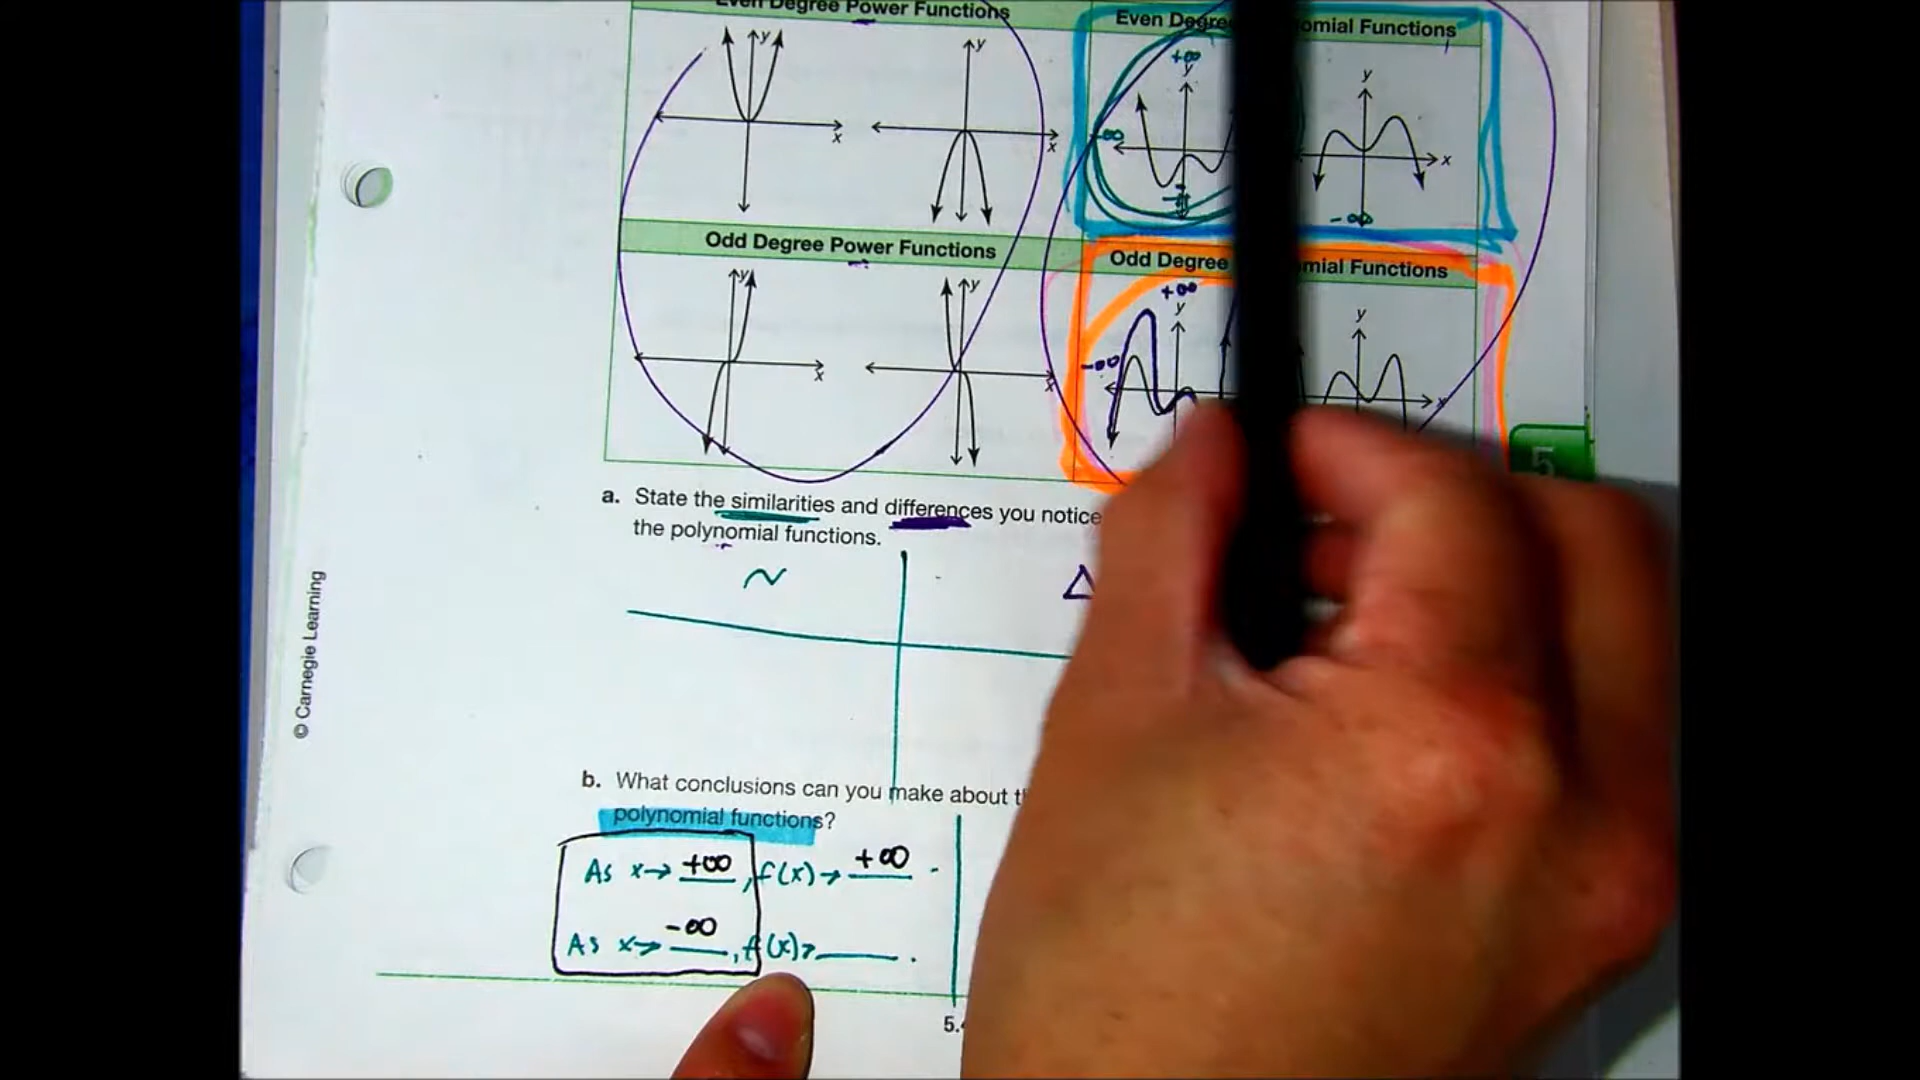 Even Degree Power Functions
Even Degree omial Functions
y
y
+∞
y
y
-∞
x
x
x
-∞
Odd Degree Power Functions
Odd Degree mial Functions
y
y
+∞
y
y
-∞
x
x
x
5
a. State the similarities and differences you notice
the polynomial functions.
~ Δ
b. What conclusions can you make about t
polynomial functions?
As x→ +∞, f(x)→ +∞.
As x→ -∞, f(x)→ ____.
5.
© Carnegie Learning